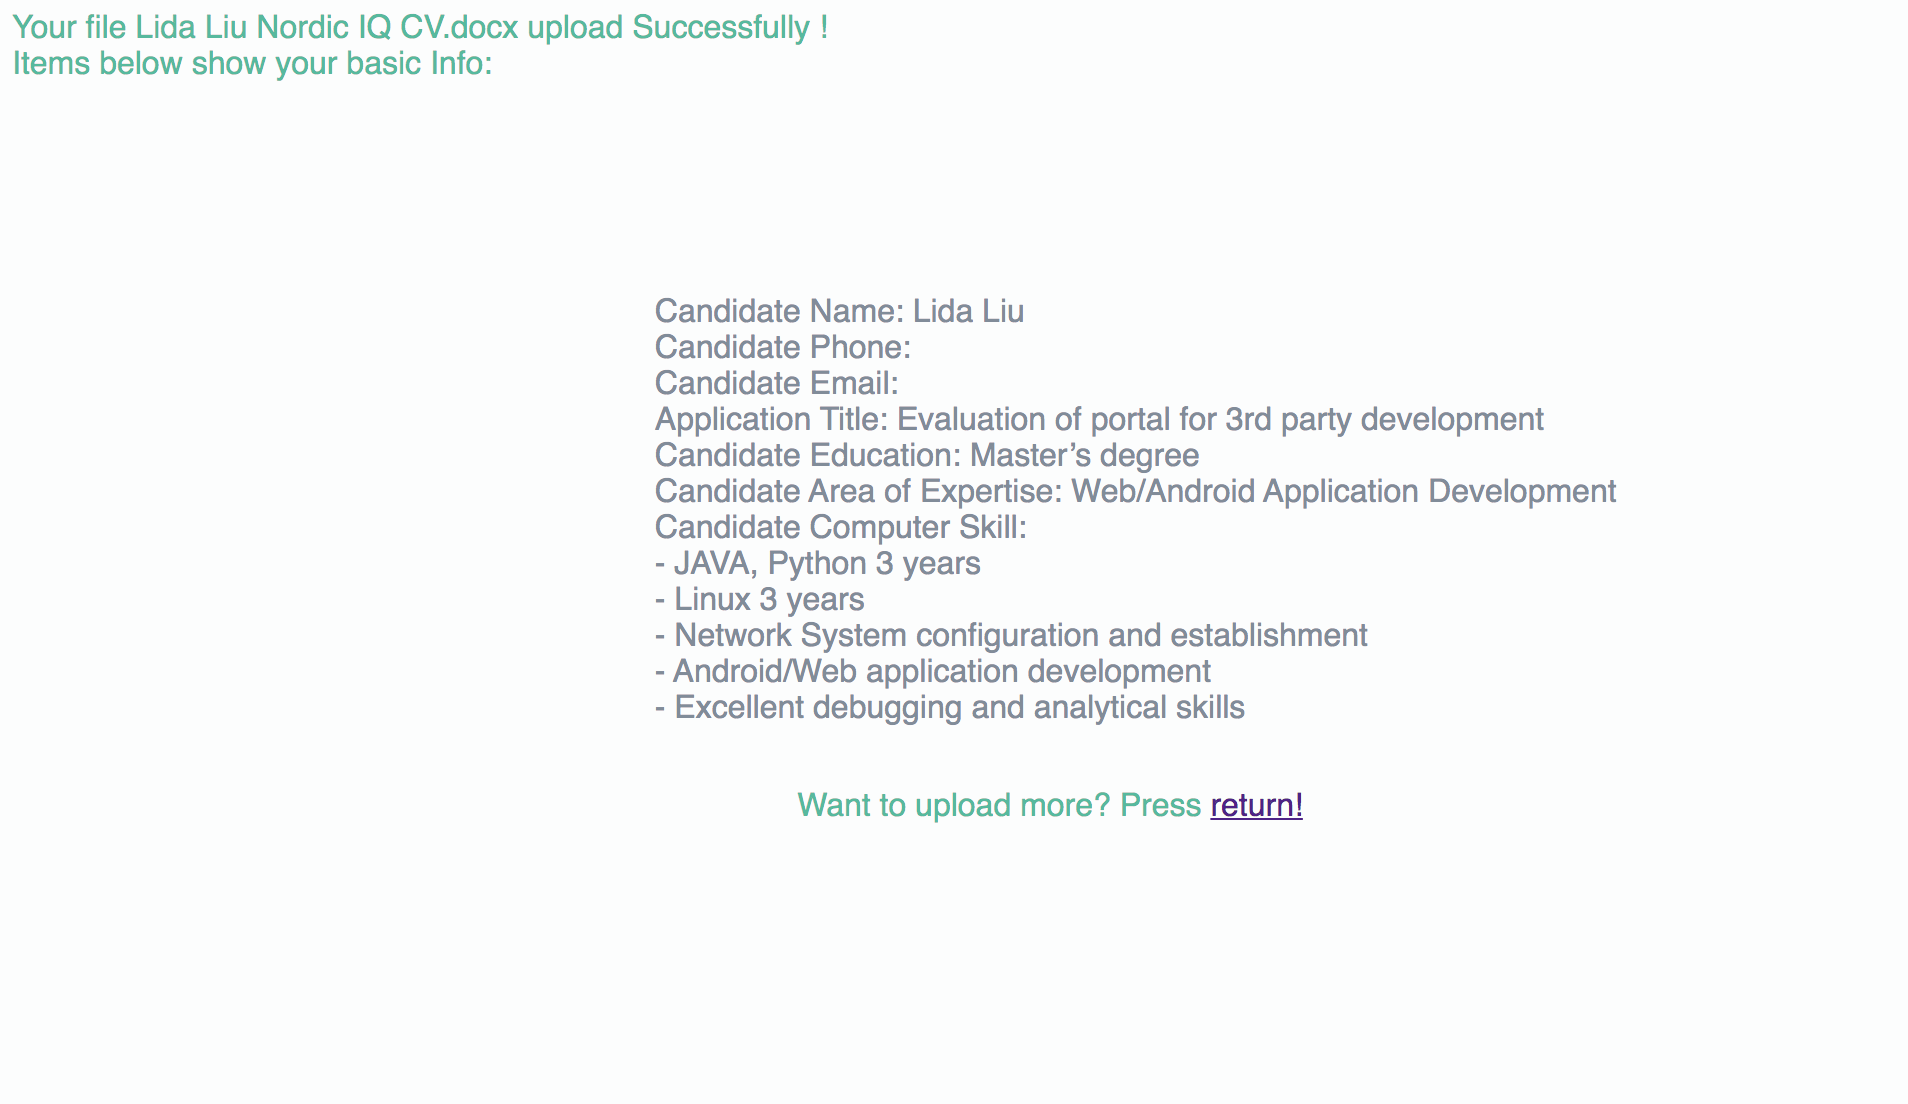 Your file Lida Liu Nordic IQ CV.docx upload Successfully !
Items below show your basic Info:
Candidate Name: Lida Liu
Candidate Phone:
Candidate Email:
Application Title: Evaluation of portal for 3rd party development
Candidate Education: Master’s degree
Candidate Area of Expertise: Web/Android Application Development
Candidate Computer Skill:
- JAVA, Python 3 years
- Linux 3 years
- Network System configuration and establishment
- Android/Web application development
- Excellent debugging and analytical skills
Want to upload more? Press return!